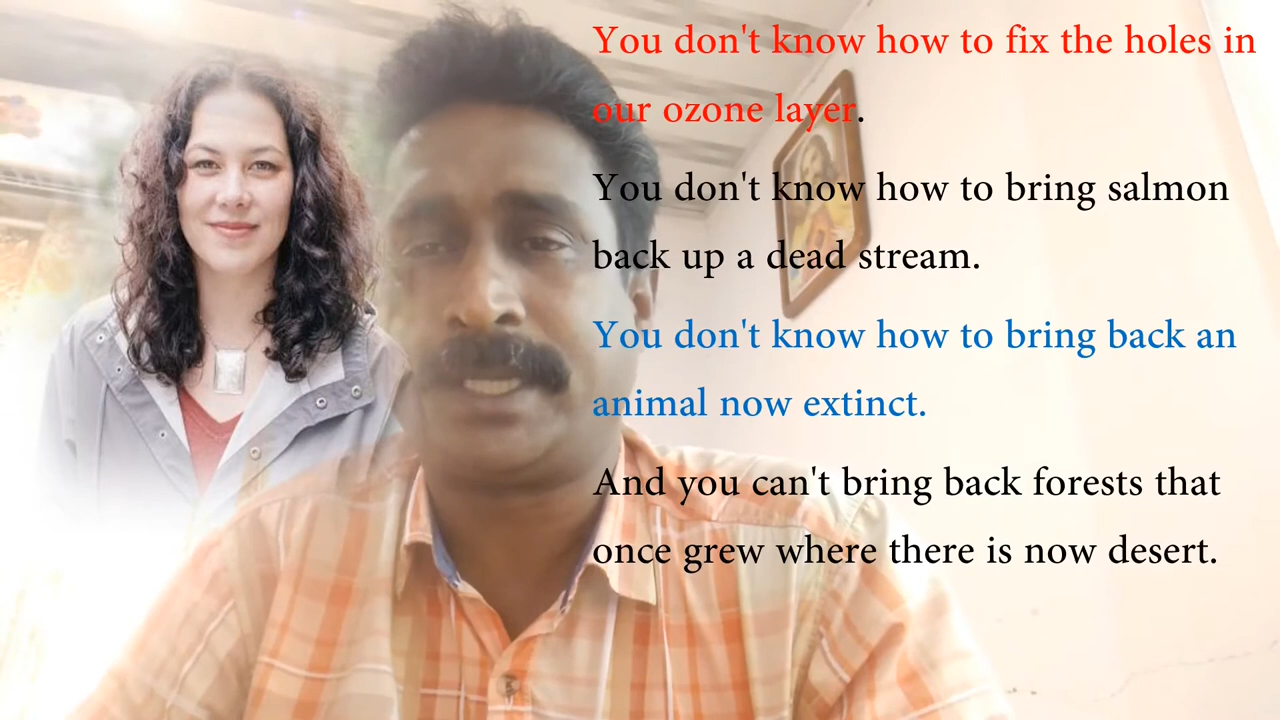 You don't know how to fix the holes in
our ozone layer.
You don't know how to bring salmon
back up a dead stream.
You don't know how to bring back an
animal now extinct.
And you can't bring back forests that
once grew where there is now desert.